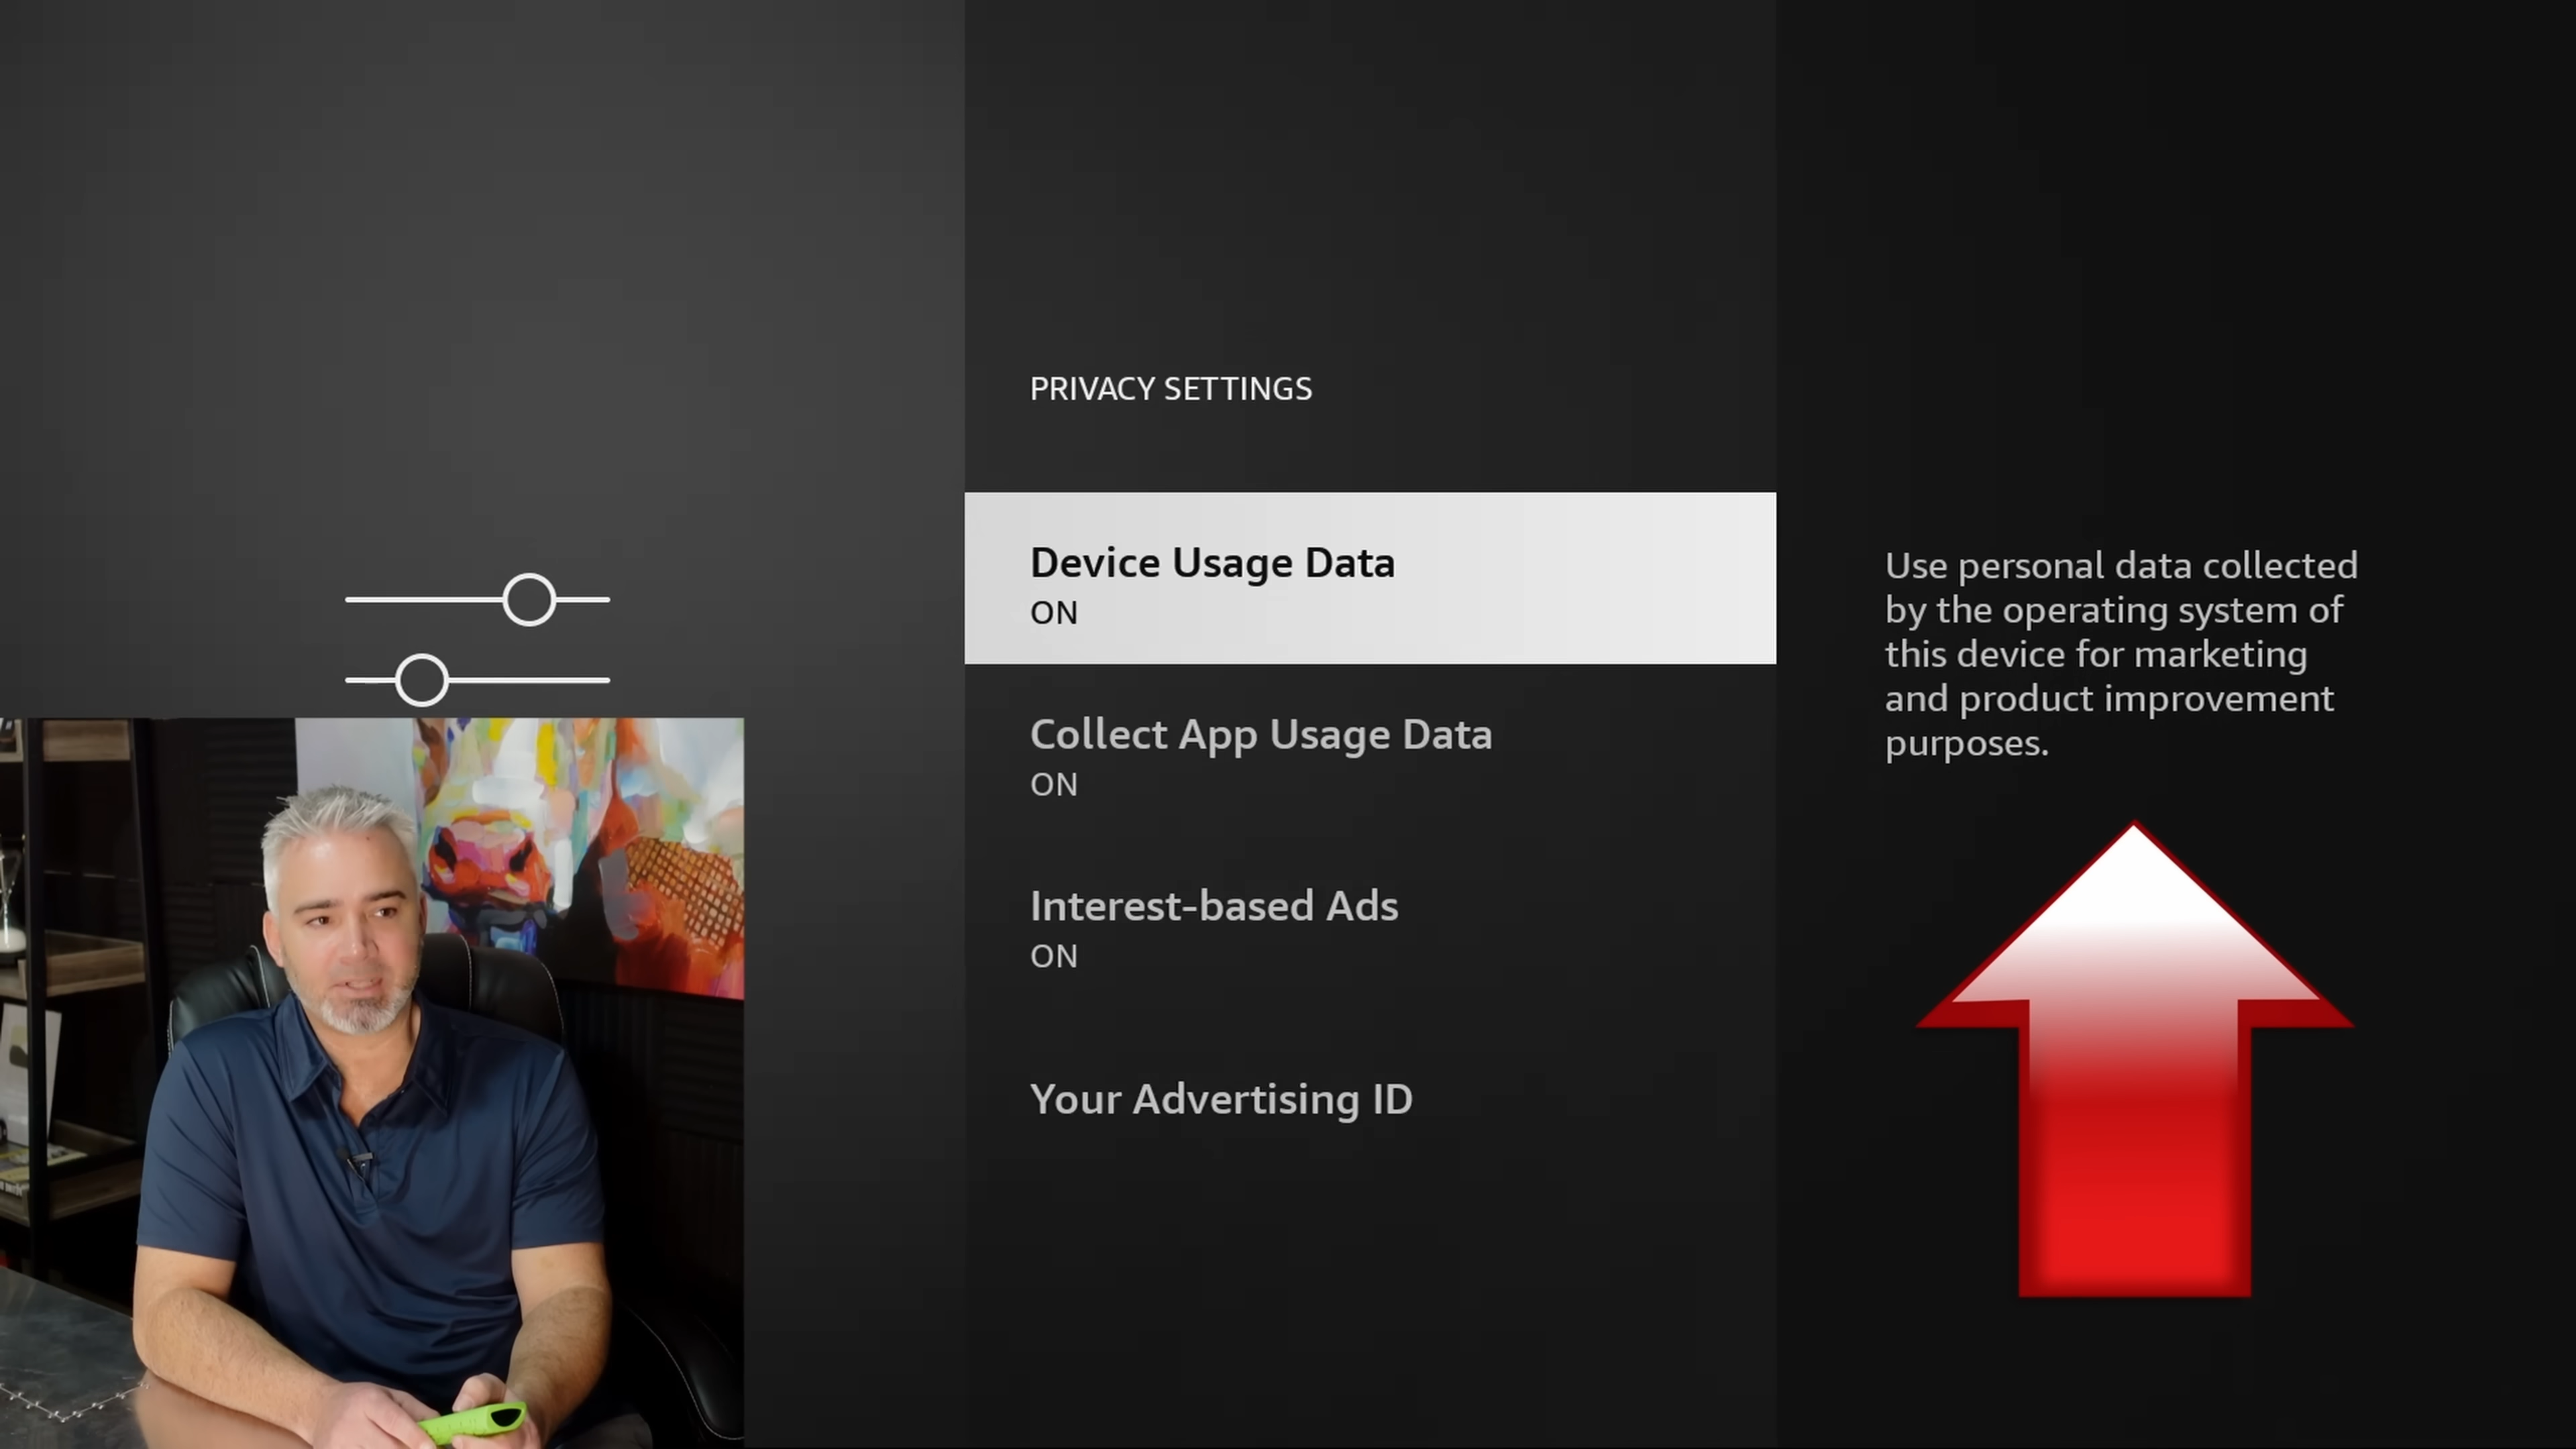 PRIVACY SETTINGS
Device Usage Data
ON
Collect App Usage Data
ON
Interest-based Ads
ON
Your Advertising ID
Use personal data collected
by the operating system of
this device for marketing
and product improvement
purposes.